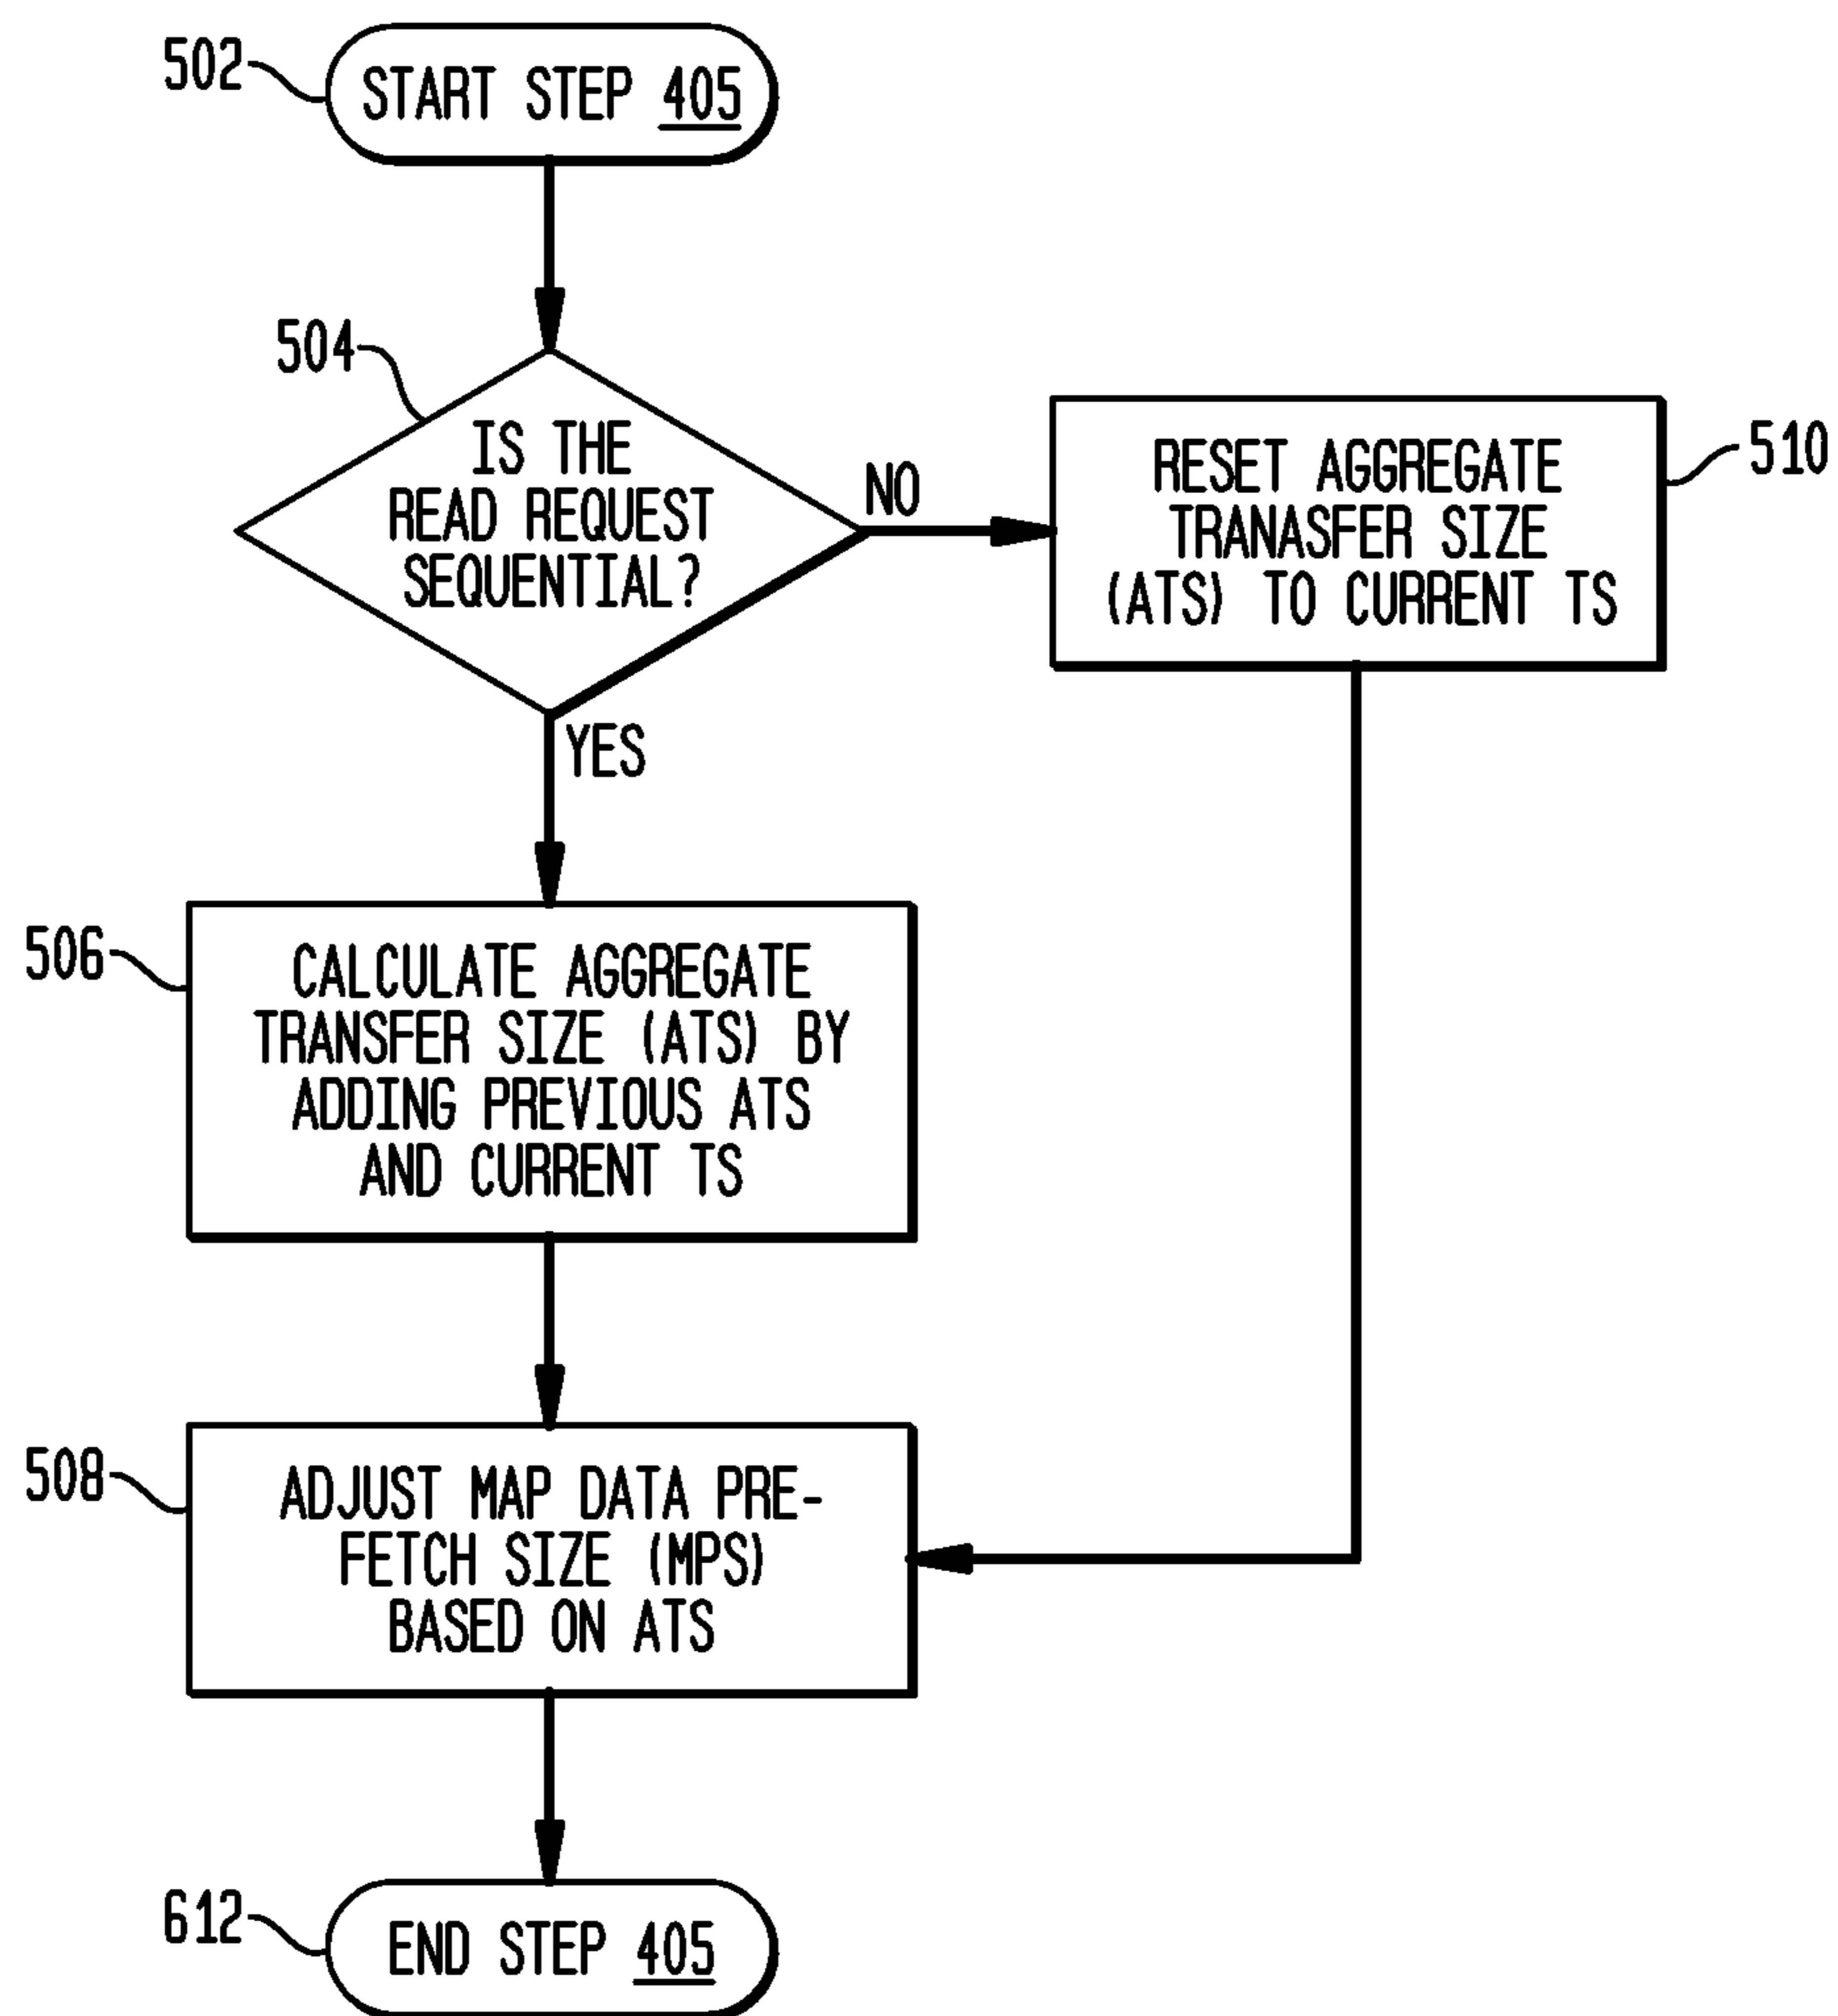 502
START STEP 405
504
IS THE
READ REQUEST
SEQUENTIAL?
NO
RESET AGGREGATE
TRANASFER SIZE
(ATS) TO CURRENT TS
510
YES
506
CALCULATE AGGREGATE
TRANSFER SIZE (ATS) BY
ADDING PREVIOUS ATS
AND CURRENT TS
508
ADJUST MAP DATA PRE-
FETCH SIZE (MPS)
BASED ON ATS
612
END STEP 405